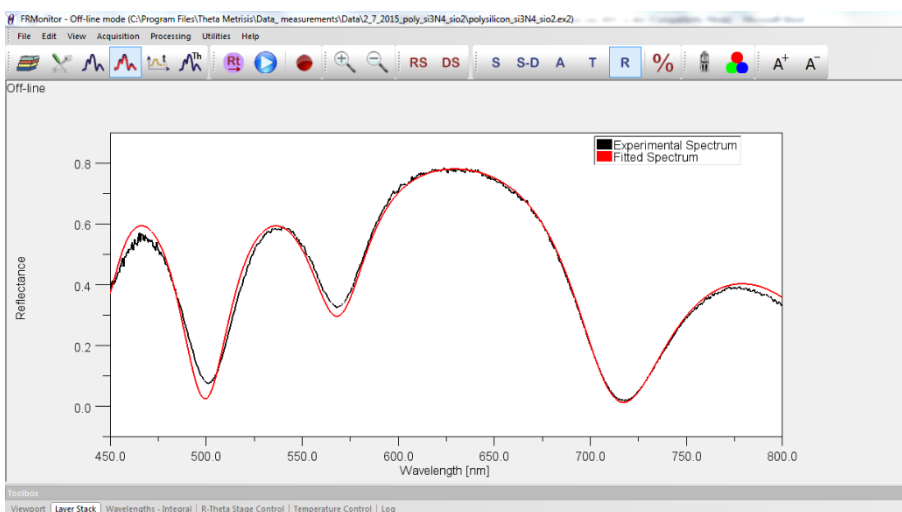 FRMonitor - Off-line mode (C:\Program Files\Theta Metrisis\Data_ measurements\Data\2_7_2015_poly_si3N4_sio2\polysilicon_si3N4_sio2.ex2)
File Edit View Acquisition Processing Utilities Help
Rt Th RS DS S S-D A T R % A+ A-
Off-line
Experimental Spectrum
Fitted Spectrum
0.8
0.6
0.4
0.2
0.0
Reflectance
450.0 500.0 550.0 600.0 650.0 700.0 750.0 800.0
Wavelength [nm]
Toolbox
Viewport Layer Stack Wavelengths - Integral R-Theta Stage Control Temperature Control Log